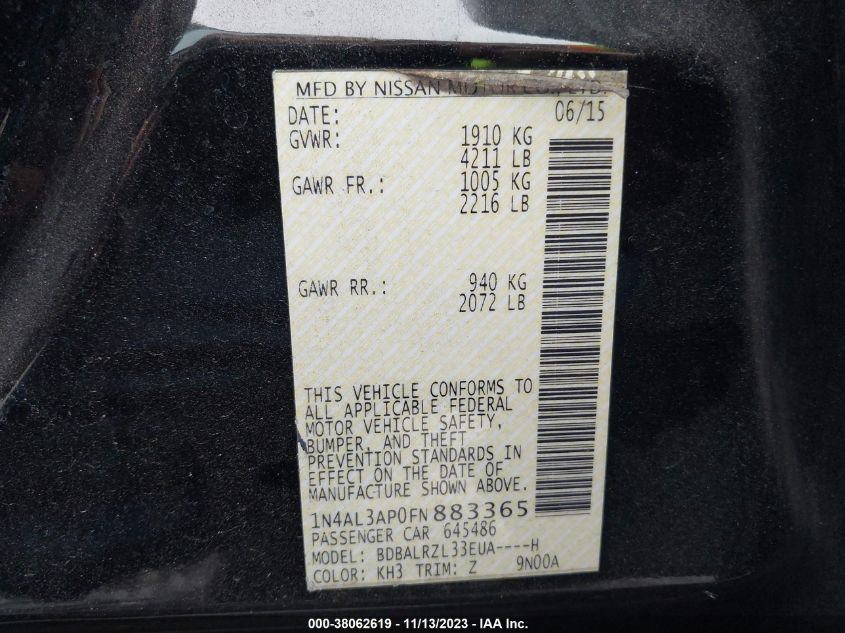 MFD BY NISSAN MOTOR CO., LTD.
DATE: 06/15
GVWR: 1910 KG
4211 LB
GAWR FR.: 1005 KG
2216 LB
GAWR RR.: 940 KG
2072 LB
THIS VEHICLE CONFORMS TO
ALL APPLICABLE FEDERAL
MOTOR VEHICLE SAFETY,
BUMPER, AND THEFT
PREVENTION STANDARDS IN
EFFECT ON THE DATE OF
MANUFACTURE SHOWN ABOVE.
1N4AL3AP0FN883365
PASSENGER CAR 645486
MODEL: BDBALRZL33EUA----H
COLOR: KH3 TRIM: Z 9N00A
000-38062619 - 11/13/2023 - IAA Inc.